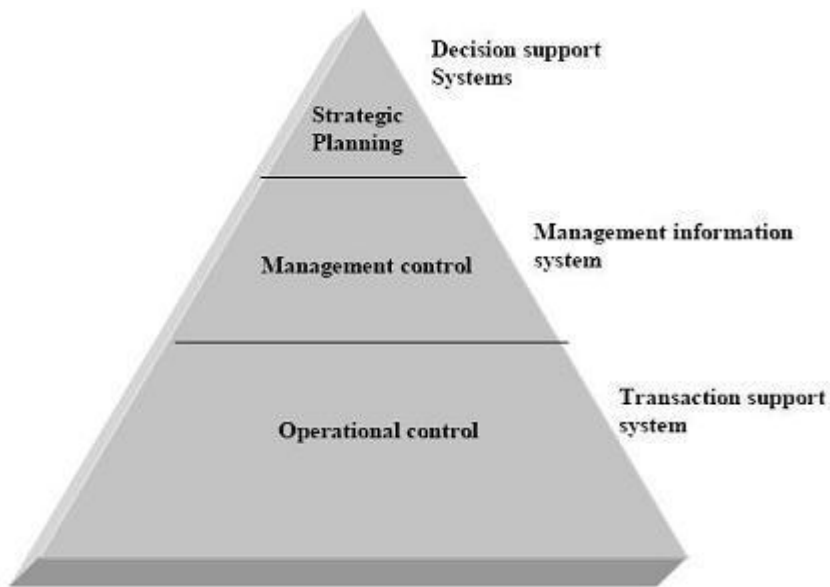 Decision support
Systems
Strategic
Planning
Management information
system
Management control
Transaction support
system
Operational control